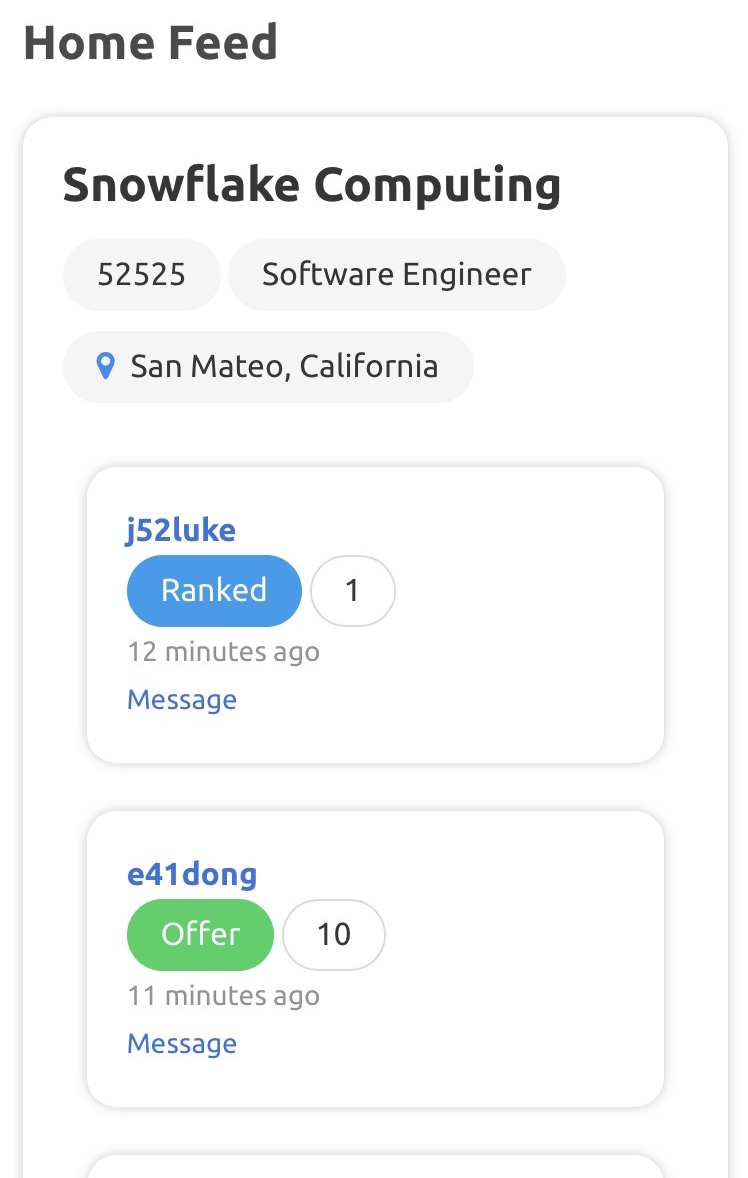 Home Feed
Snowflake Computing
52525 Software Engineer
San Mateo, California
j52luke
Ranked 1
12 minutes ago
Message
e41dong
Offer 10
11 minutes ago
Message